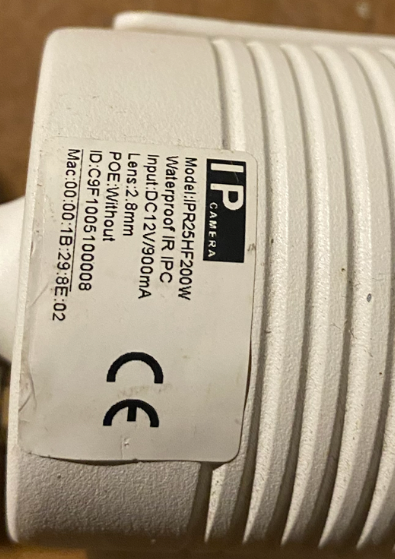 IP
CAMERA
Model:IPR25HF200W
Waterproof IR IPC
Input:DC12V/900mA
Lens:2.8mm
POE:Without
ID:C9F1005100008
Mac:00:00:1B:29:8E:02
CE